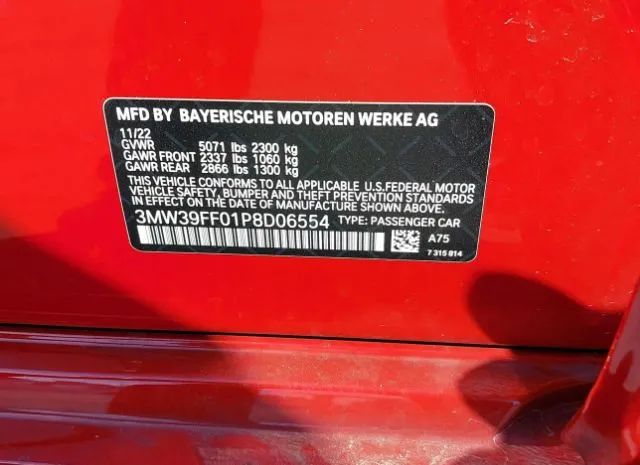 MFD BY BAYERISCHE MOTOREN WERKE AG
11/22
GVWR 5071 lbs 2300 kg
GAWR FRONT 2337 lbs 1060 kg
GAWR REAR 2866 lbs 1300 kg
THIS VEHICLE CONFORMS TO ALL APPLICABLE U.S.FEDERAL MOTOR
VEHICLE SAFETY, BUMPER AND THEFT PREVENTION STANDARDS
IN EFFECT ON THE DATE OF MANUFACTURE SHOWN ABOVE.
3MW39FF01P8D06554 TYPE: PASSENGER CAR
A75
7 315 814